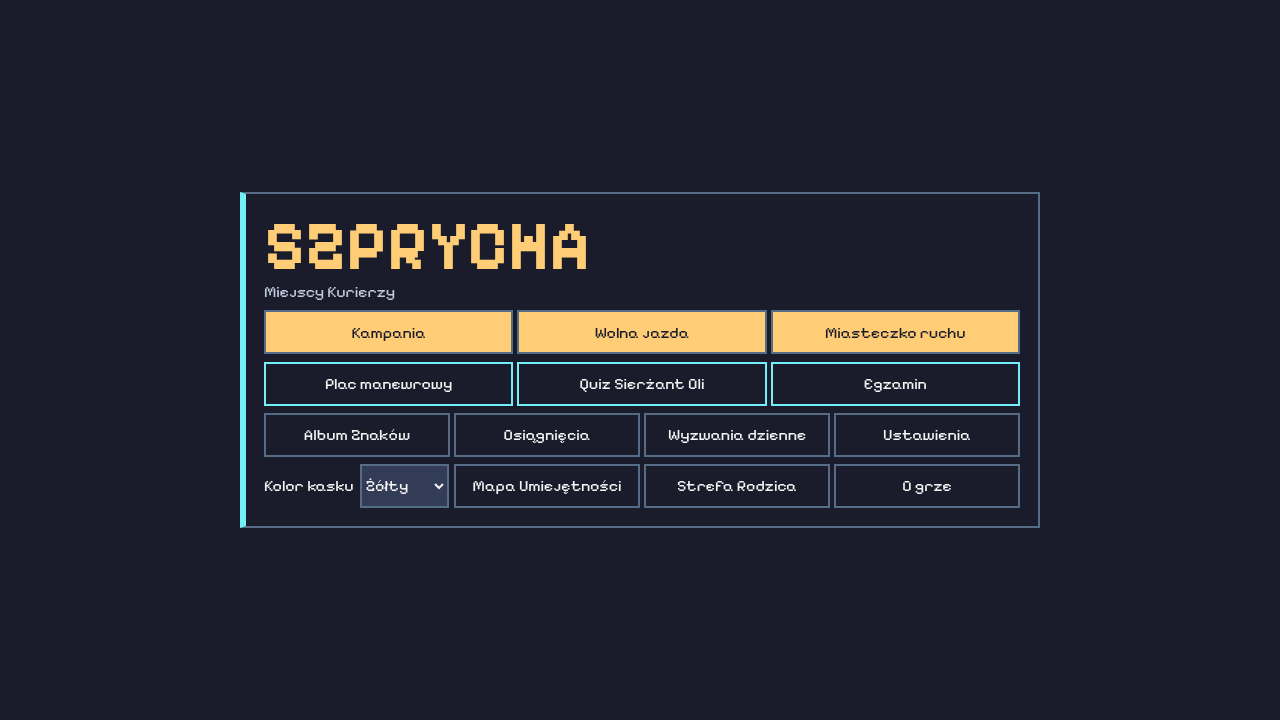 SZPRYCHA
Miejscy Kurierzy
Kampania Wolna jazda Miasteczko ruchu
Plac manewrowy Quiz Sierżant Oli Egzamin
Album Znaków Osiągnięcia Wyzwania dzienne Ustawienia
Kolor kasku Żółty Mapa Umiejętności Strefa Rodzica O grze